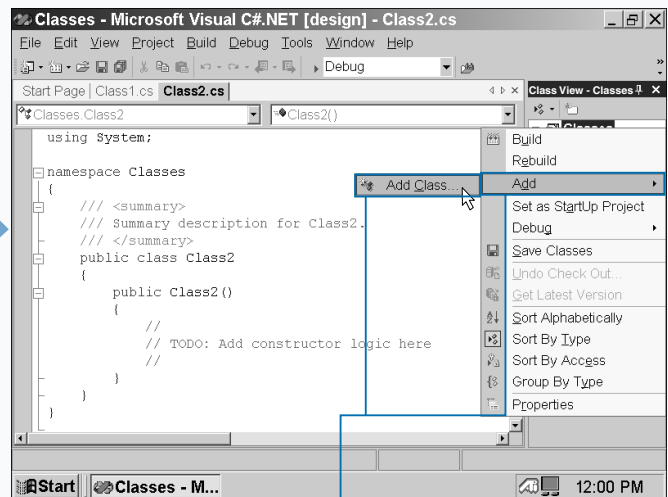 Classes - Microsoft Visual C#.NET [design] - Class2.cs
File Edit View Project Build Debug Tools Window Help
Debug
Start Page Class1.cs Class2.cs
Class View - Classes
Classes.Class2
Class2()
Classes
using System;
namespace Classes
{
/// <summary>
/// Summary description for Class2.
/// </summary>
public class Class2
{
public Class2()
{
//
// TODO: Add constructor logic here
//
}
}
}
Add Class...
Build
Rebuild
Add
Set as StartUp Project
Debug
Save Classes
Undo Check Out...
Get Latest Version
Sort Alphabetically
Sort By Type
Sort By Access
Group By Type
Properties
Start Classes - M... 12:00 PM